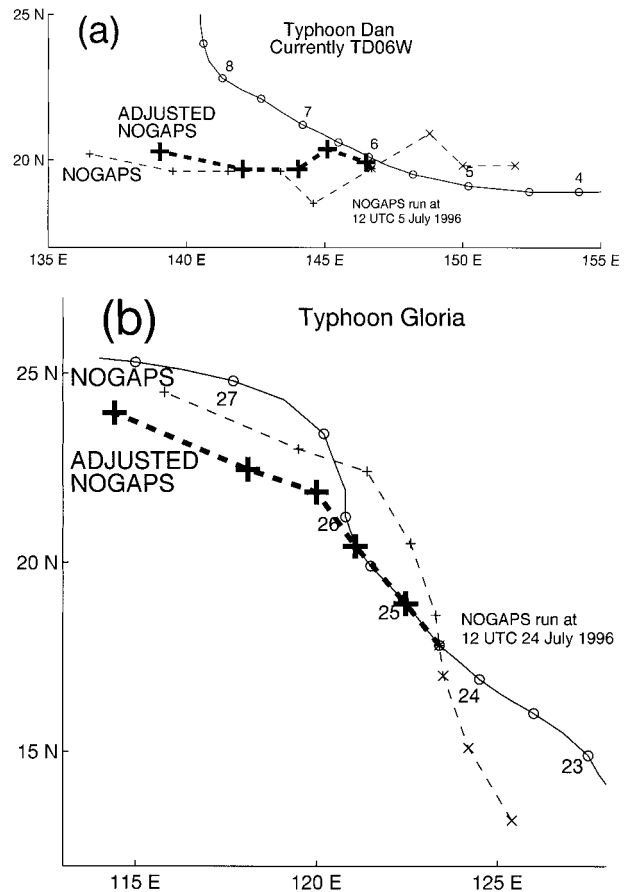 25 N
(a)
Typhoon Dan
Currently TD06W
8
7
ADJUSTED
NOGAPS
6
5
4
20 N
NOGAPS
NOGAPS run at
12 UTC 5 July 1996
135 E
140 E
145 E
150 E
155 E
(b)
Typhoon Gloria
25 N
NOGAPS
27
ADJUSTED
NOGAPS
26
20 N
25
NOGAPS run at
12 UTC 24 July 1996
24
23
15 N
115 E
120 E
125 E